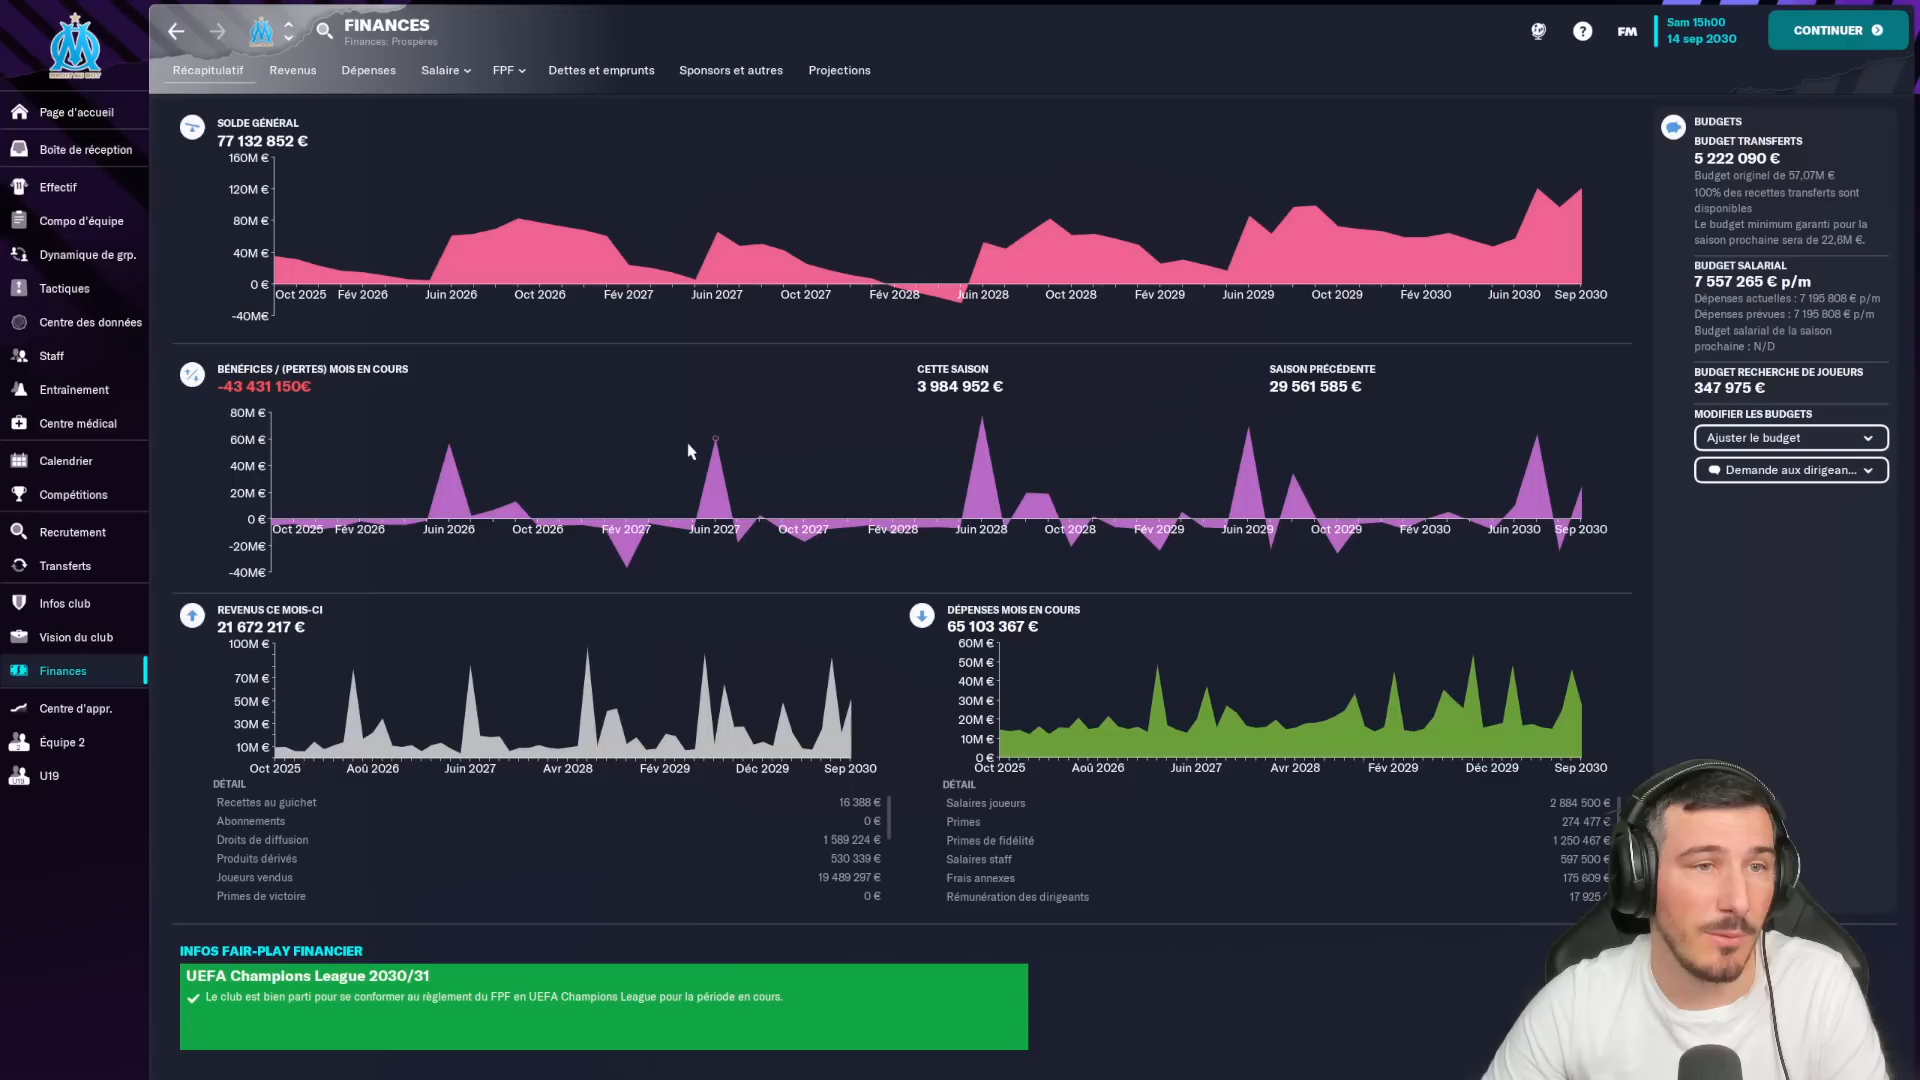 FINANCES
Finances: Prospères
FM
Sam 15h00
14 sep 2030
CONTINUER
Récapitulatif
Revenus
Dépenses
Salaire
FPF
Dettes et emprunts
Sponsors et autres
Projections
Page d'accueil
Boîte de réception
Effectif
Compo d'équipe
Dynamique de grp.
Tactiques
Centre des données
Staff
Entraînement
Centre médical
Calendrier
Compétitions
Recrutement
Transferts
Infos club
Vision du club
Finances
Centre d'appr.
Équipe 2
U19
SOLDE GÉNÉRAL
77 132 852 €
160M €
120M €
80M €
40M €
0 €
-40M€
Oct 2025
Fév 2026
Juin 2026
Oct 2026
Fév 2027
Juin 2027
Oct 2027
Fév 2028
Juin 2028
Oct 2028
Fév 2029
Juin 2029
Oct 2029
Fév 2030
Juin 2030
Sep 2030
BÉNÉFICES / (PERTES) MOIS EN COURS
-43 431 150€
CETTE SAISON
3 984 952 €
SAISON PRÉCÉDENTE
29 561 585 €
80M €
60M €
40M €
20M €
0 €
-20M€
-40M€
Oct 2025
Fév 2026
Juin 2026
Oct 2026
Fév 2027
Juin 2027
Oct 2027
Fév 2028
Juin 2028
Oct 2028
Fév 2029
Juin 2029
Oct 2029
Fév 2030
Juin 2030
Sep 2030
REVENUS CE MOIS-CI
21 672 217 €
100M €
70M €
50M €
30M €
10M €
Oct 2025
Aoû 2026
Juin 2027
Avr 2028
Fév 2029
Déc 2029
Sep 2030
DÉTAIL
Recettes au guichet 16 388 €
Abonnements 0 €
Droits de diffusion 1 589 224 €
Produits dérivés 530 339 €
Joueurs vendus 19 489 297 €
Primes de victoire 0 €
DÉPENSES MOIS EN COURS
65 103 367 €
60M €
50M €
40M €
30M €
20M €
10M €
0 €
Oct 2025
Aoû 2026
Juin 2027
Avr 2028
Fév 2029
Déc 2029
Sep 2030
DÉTAIL
Salaires joueurs 2 884 500 €
Primes 274 477 €
Primes de fidélité 1 250 467 €
Salaires staff 597 500 €
Frais annexes 175 609 €
Rémunération des dirigeants 17 925
INFOS FAIR-PLAY FINANCIER
UEFA Champions League 2030/31
Le club est bien parti pour se conformer au règlement du FPF en UEFA Champions League pour la période en cours.
BUDGETS
BUDGET TRANSFERTS
5 222 090 €
Budget originel de 57,07M €
100% des recettes transferts sont
disponibles
Le budget minimum garanti pour la
saison prochaine sera de 22,6M €.
BUDGET SALARIAL
7 557 265 € p/m
Dépenses actuelles : 7 195 808 € p/m
Dépenses prévues : 7 195 808 € p/m
Budget salarial de la saison
prochaine : N/D
BUDGET RECHERCHE DE JOUEURS
347 975 €
MODIFIER LES BUDGETS
Ajuster le budget
Demande aux dirigean...